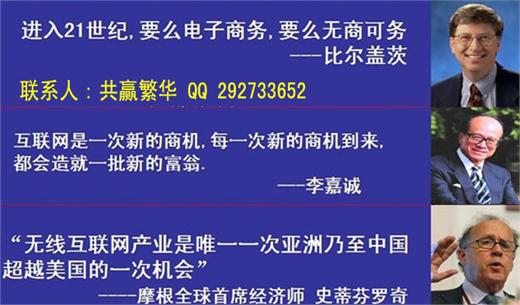 进入21世纪,要么电子商务,要么无商可务
---比尔盖茨
联系人：共赢繁华 QQ 292733652
互联网是一次新的商机,每一次新的商机到来,
都会造就一批新的富翁.
---李嘉诚
“无线互联网产业是唯一一次亚洲乃至中国
超越美国的一次机会”
----摩根全球首席经济师 史蒂芬罗奇